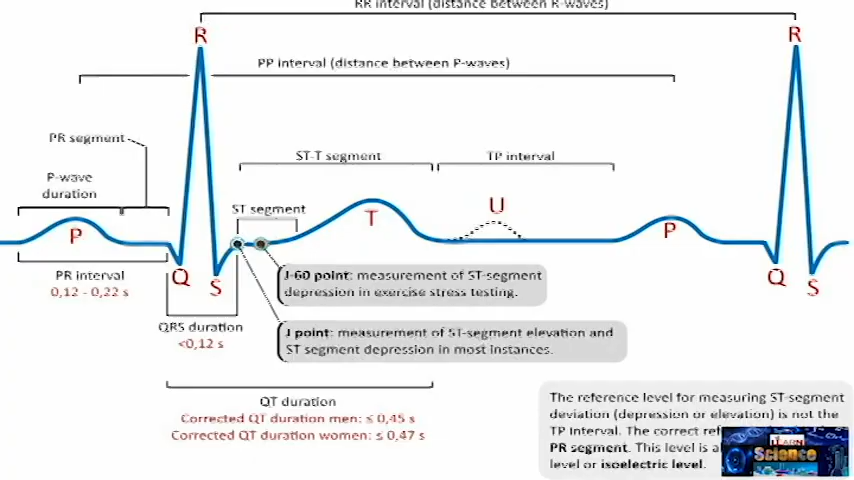 RR interval (distance between R-waves)
R
R
PP interval (distance between P-waves)
PR segment
ST-T segment
TP interval
P-wave
duration
ST segment
U
T
P
P
PR interval
0,12 - 0,22 s
Q
S
Q
S
J-60 point: measurement of ST-segment
depression in exercise stress testing.
QRS duration
<0,12 s
J point: measurement of ST-segment elevation and
ST segment depression in most instances.
QT duration
Corrected QT duration men: ≤ 0,45 s
Corrected QT duration women: ≤ 0,47 s
The reference level for measuring ST-segment
deviation (depression or elevation) is not the
TP interval. The correct
PR segment. This level is
level or isoelectric level.
LEARN
Science